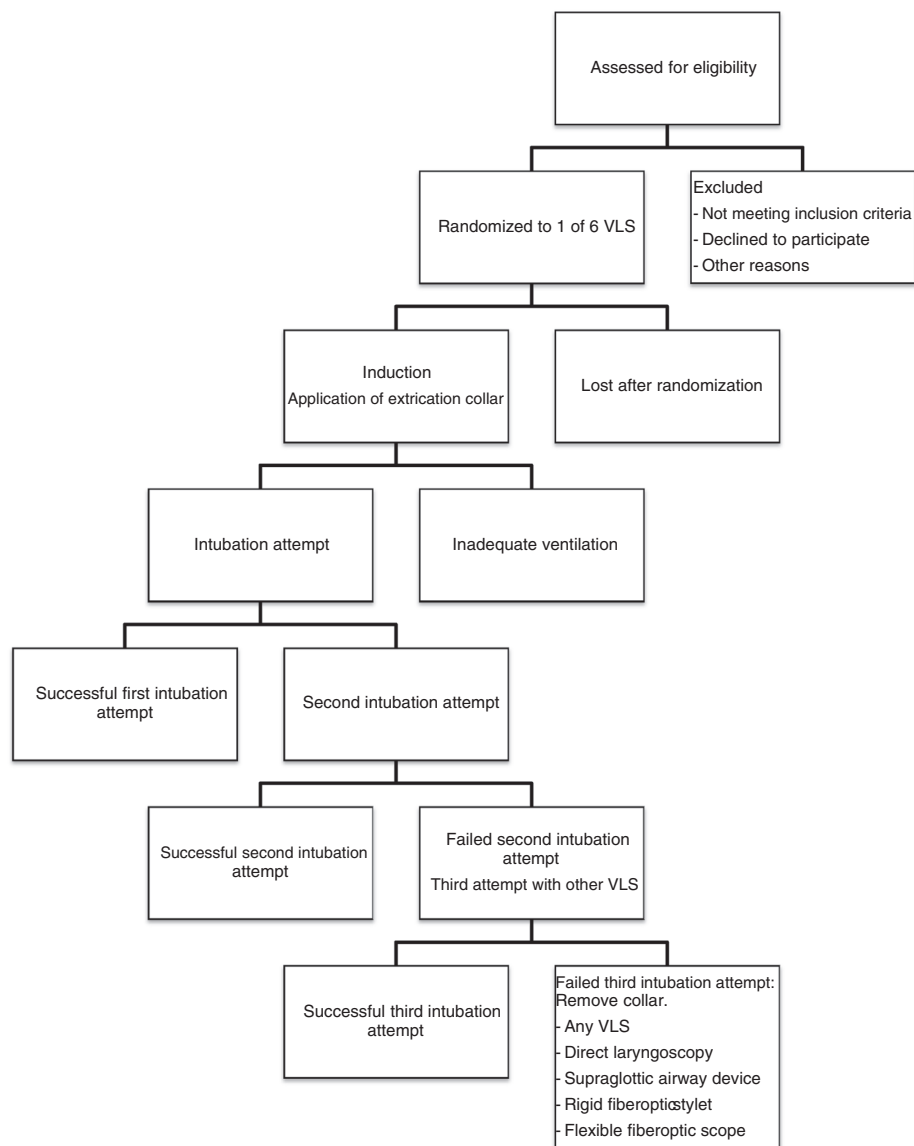 Assessed for eligibility
Excluded
- Not meeting inclusion criteria
- Declined to participate
- Other reasons
Randomized to 1 of 6 VLS
Induction
Application of extrication collar
Lost after randomization
Intubation attempt
Inadequate ventilation
Successful first intubation
attempt
Second intubation attempt
Successful second intubation
attempt
Failed second intubation
attempt
Third attempt with other VLS
Successful third intubation
attempt
Failed third intubation attempt:
Remove collar.
- Any VLS
- Direct laryngoscopy
- Supraglottic airway device
- Rigid fiberoptic stylet
- Flexible fiberoptic scope